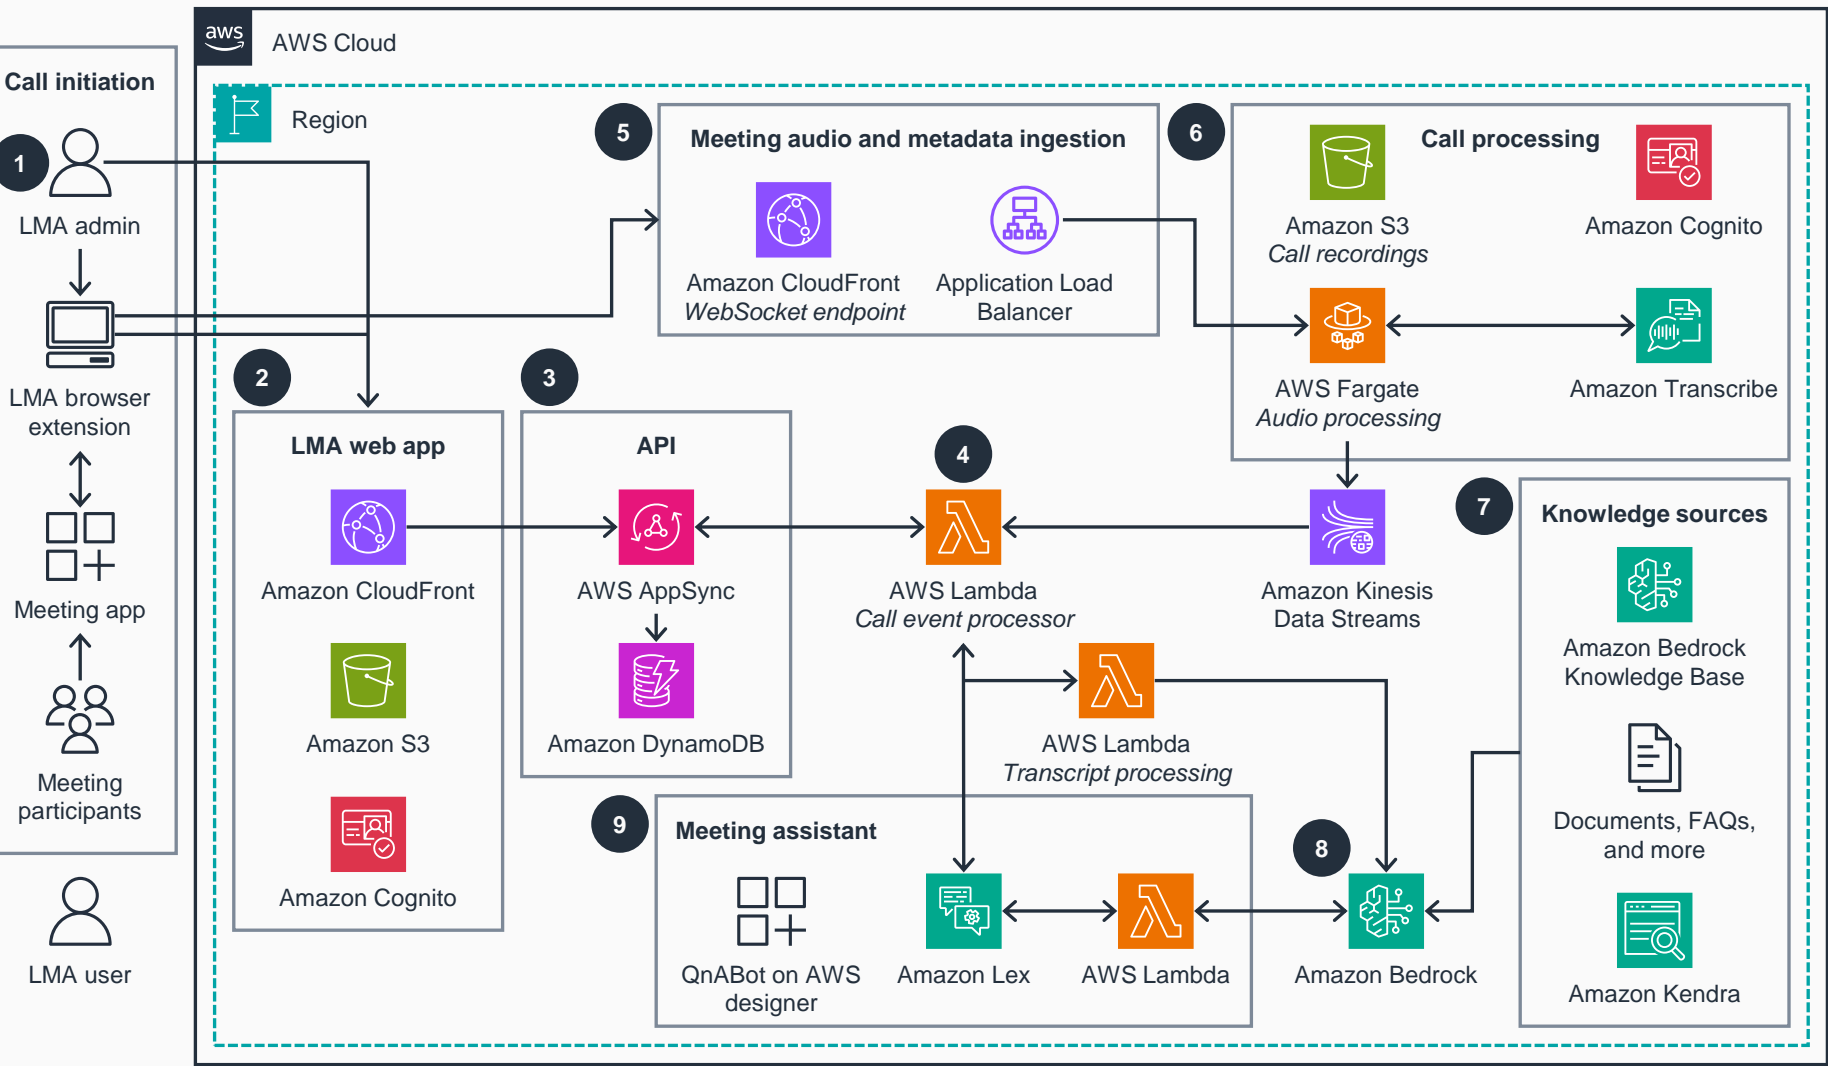 aws
AWS Cloud
Call initiation
1
LMA admin
LMA browser
extension
Meeting app
Meeting
participants
LMA user
Region
5
Meeting audio and metadata ingestion
Amazon CloudFront
WebSocket endpoint
Application Load
Balancer
6
Call processing
Amazon S3
Call recordings
Amazon Cognito
AWS Fargate
Audio processing
Amazon Transcribe
2
LMA web app
Amazon CloudFront
Amazon S3
Amazon Cognito
3
API
AWS AppSync
Amazon DynamoDB
4
AWS Lambda
Call event processor
Amazon Kinesis
Data Streams
AWS Lambda
Transcript processing
7
Knowledge sources
Amazon Bedrock
Knowledge Base
Documents, FAQs,
and more
Amazon Kendra
9
Meeting assistant
QnABot on AWS
designer
Amazon Lex
AWS Lambda
8
Amazon Bedrock